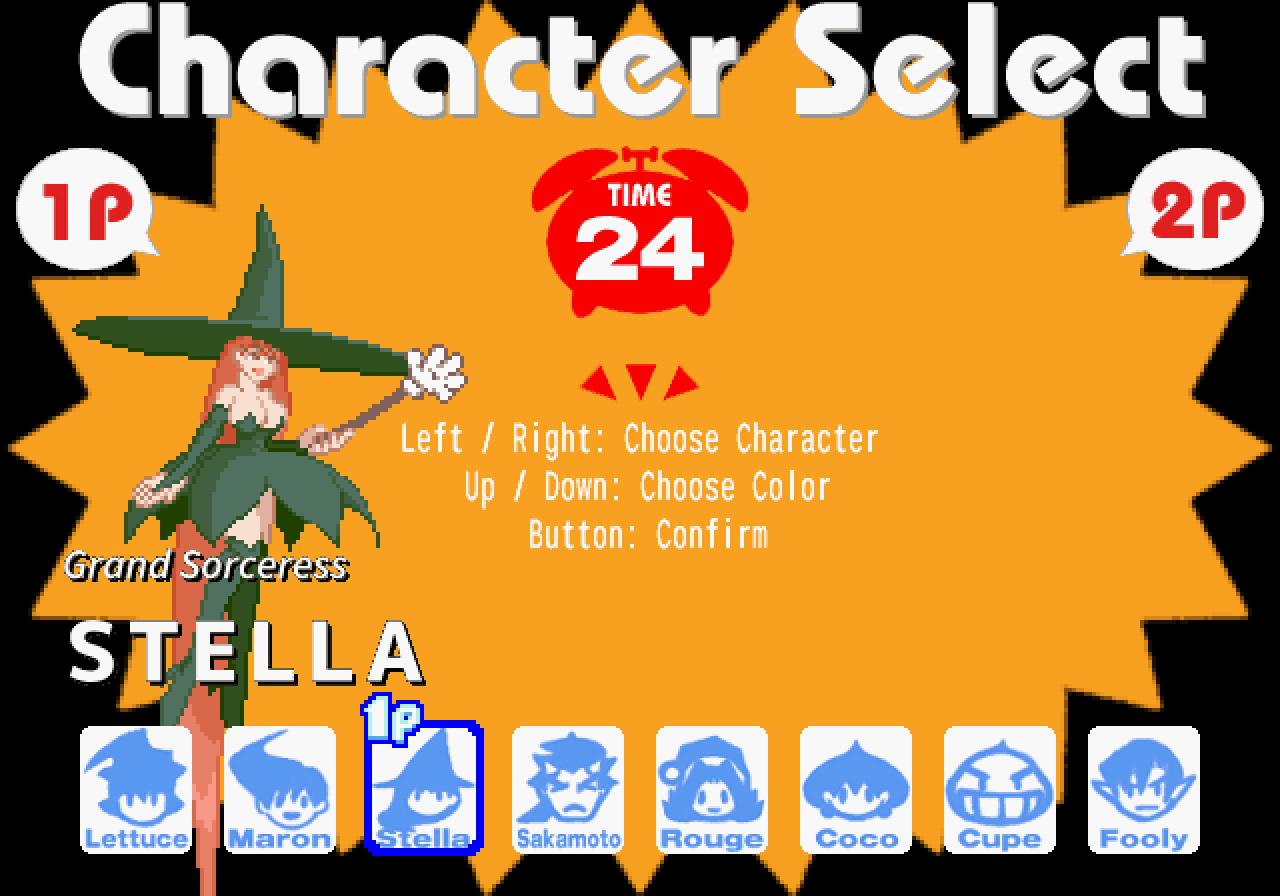 Character Select
1P
2P
TIME
24
Left / Right: Choose Character
Up / Down: Choose Color
Button: Confirm
Grand Sorceress
STELLA
1P
Lettuce
Maron
Stella
Sakamoto
Rouge
Coco
Cupe
Fooly